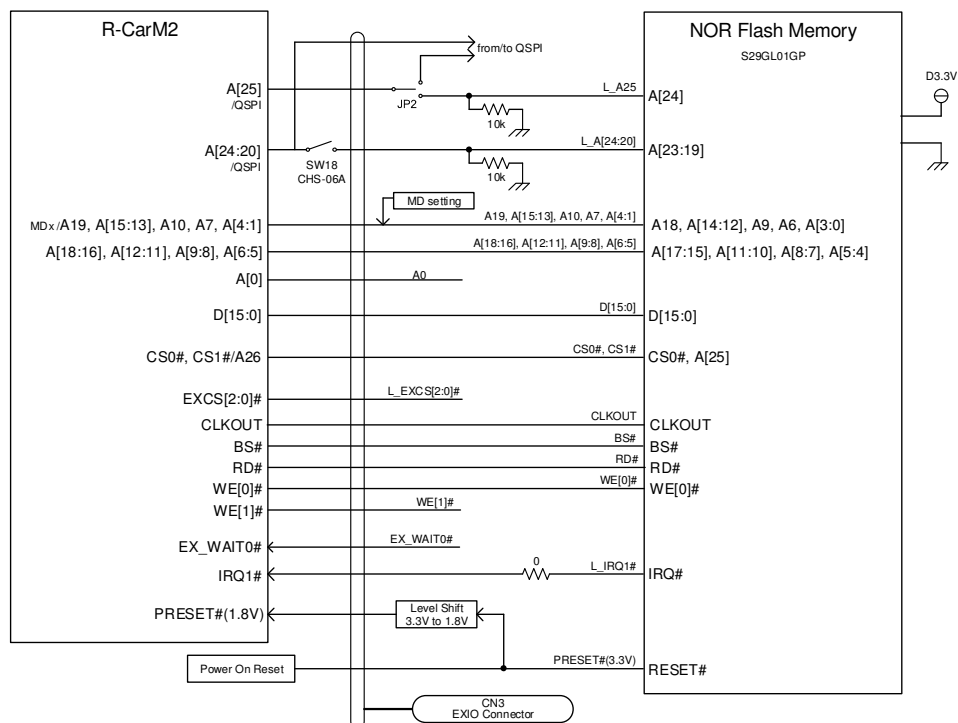 R-CarM2
NOR Flash Memory
S29GL01GP
D3.3V
from/to QSPI
A[25]
/QSPI
JP2
L_A25
A[24]
10k
A[24:20]
/QSPI
SW18
CHS-06A
L_A[24:20]
A[23:19]
10k
MD setting
MDx/A19, A[15:13], A10, A7, A[4:1]
A19, A[15:13], A10, A7, A[4:1]
A18, A[14:12], A9, A6, A[3:0]
A[18:16], A[12:11], A[9:8], A[6:5]
A[18:16], A[12:11], A[9:8], A[6:5]
A[17:15], A[11:10], A[8:7], A[5:4]
A[0]
A0
D[15:0]
D[15:0]
D[15:0]
CS0#, CS1#/A26
CS0#, CS1#
CS0#, A[25]
EXCS[2:0]#
L_EXCS[2:0]#
CLKOUT
CLKOUT
CLKOUT
BS#
BS#
BS#
RD#
RD#
RD#
WE[0]#
WE[0]#
WE[0]#
WE[1]#
WE[1]#
EX_WAIT0#
EX_WAIT0#
IRQ1#
0
L_IRQ1#
IRQ#
PRESET#(1.8V)
Level Shift
3.3V to 1.8V
Power On Reset
PRESET#(3.3V)
RESET#
CN3
EXIO Connector